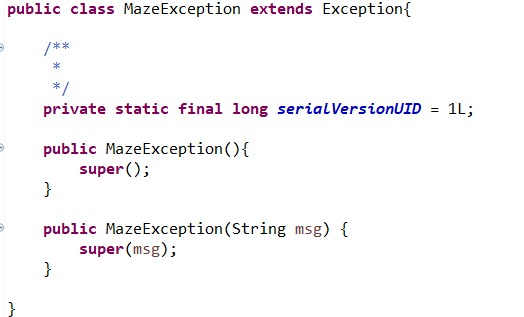 public class MazeException extends Exception{
/**
*
*/
private static final long serialVersionUID = 1L;
public MazeException(){
super();
}
public MazeException(String msg) {
super(msg);
}
}